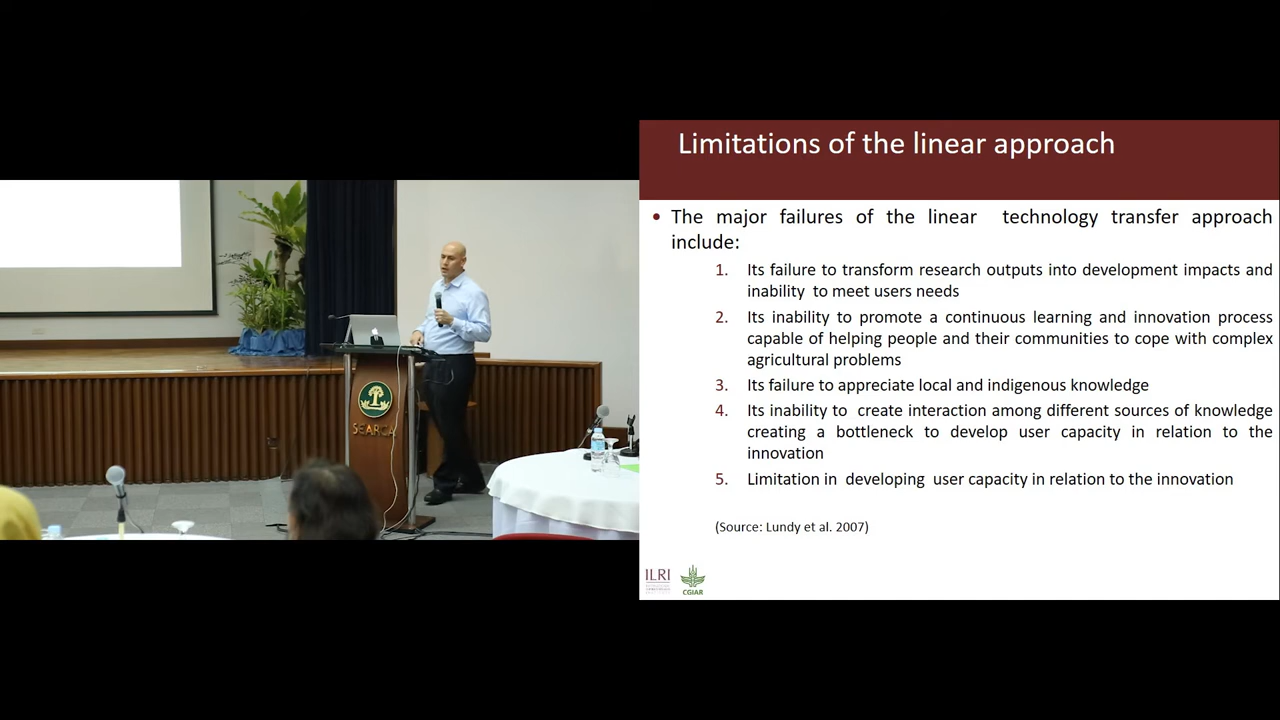 SEARCA
Limitations of the linear approach
• The major failures of the linear technology transfer approach
include:
1. Its failure to transform research outputs into development impacts and
inability to meet users needs
2. Its inability to promote a continuous learning and innovation process
capable of helping people and their communities to cope with complex
agricultural problems
3. Its failure to appreciate local and indigenous knowledge
4. Its inability to create interaction among different sources of knowledge
creating a bottleneck to develop user capacity in relation to the
innovation
5. Limitation in developing user capacity in relation to the innovation
(Source: Lundy et al. 2007)
ILRI
CGIAR